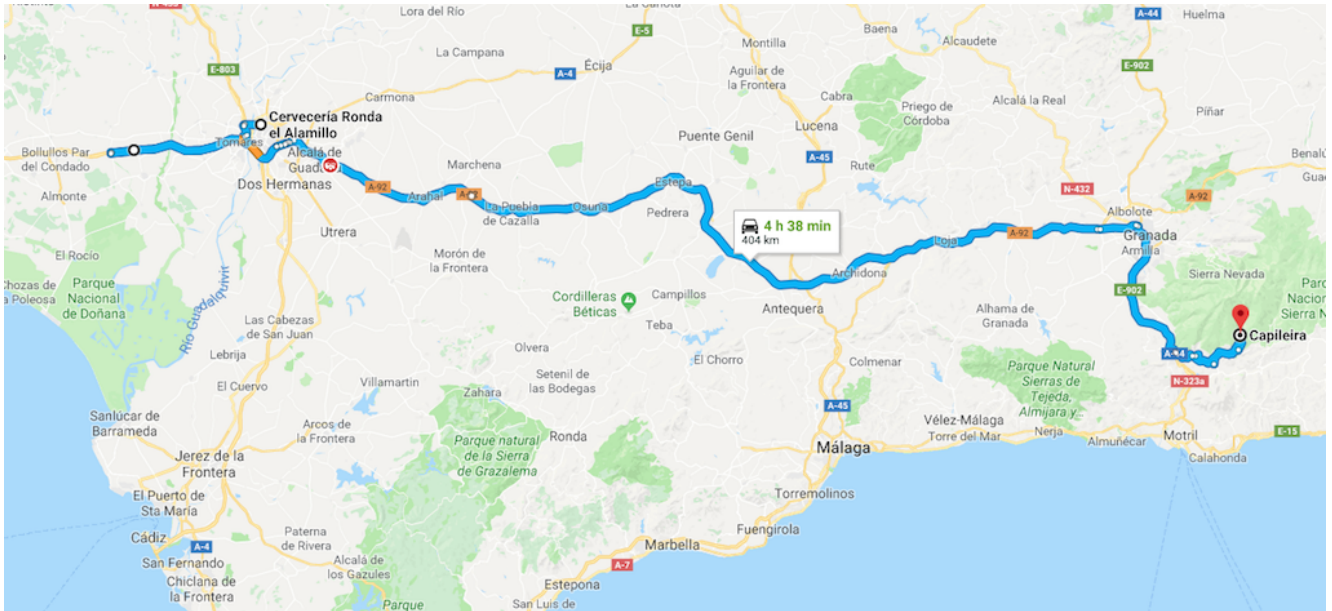 N-433
Lora del Río
La Carlota
E-5
A-44
Huelma
E-803
La Campana
Écija
A-4
Montilla
Baena
Alcaudete
Aguilar de
la Frontera
E-902
Carmona
Cabra
Priego de
Córdoba
Alcalá la Real
Píñar
Cervecería Ronda
el Alamillo
Lucena
Puente Genil
Tomares
Bollullos Par
del Condado
Alcalá de
Marchena
A-45
Rute
N-432
Dos Hermanas
A-92
Arahal
Almonte
Estepa
A-92
La Puebla
de Cazalla
Osuna
Pedrera
Albolote
Utrera
4 h 38 min
404 km
Loja
A-92
Granada
Armilla
Morón de
la Frontera
El Rocío
Archidona
Sierra Nevada
Parque
Nacional
de Doñana
Río Guadalquivir
Cordilleras
Béticas
Campillos
Antequera
E-902
Alhama de
Granada
Las Cabezas
de San Juan
Teba
Capileira
Lebrija
Olvera
El Chorro
Colmenar
A-44
El Cuervo
Villamartin
Setenil de
las Bodegas
Parque Natural
Sierras de
Tejeda,
Almijara y
N-323a
Zahara
Sanlúcar de
Barrameda
Arcos de
la Frontera
A-45
Vélez-Málaga
Torre del Mar
Nerja
Almuñécar
Motril
E-15
Parque natural
de la Sierra
de Grazalema
Ronda
Málaga
Calahonda
Jerez de la
Frontera
El Puerto de
Sta María
Torremolinos
Paterna
de Rivera
Fuengirola
Cádiz
A-4
Marbella
San Fernando
Alcalá de
los Gazules
A-7
Chiclana de
la Frontera
Estepona
Parque
San Luis de